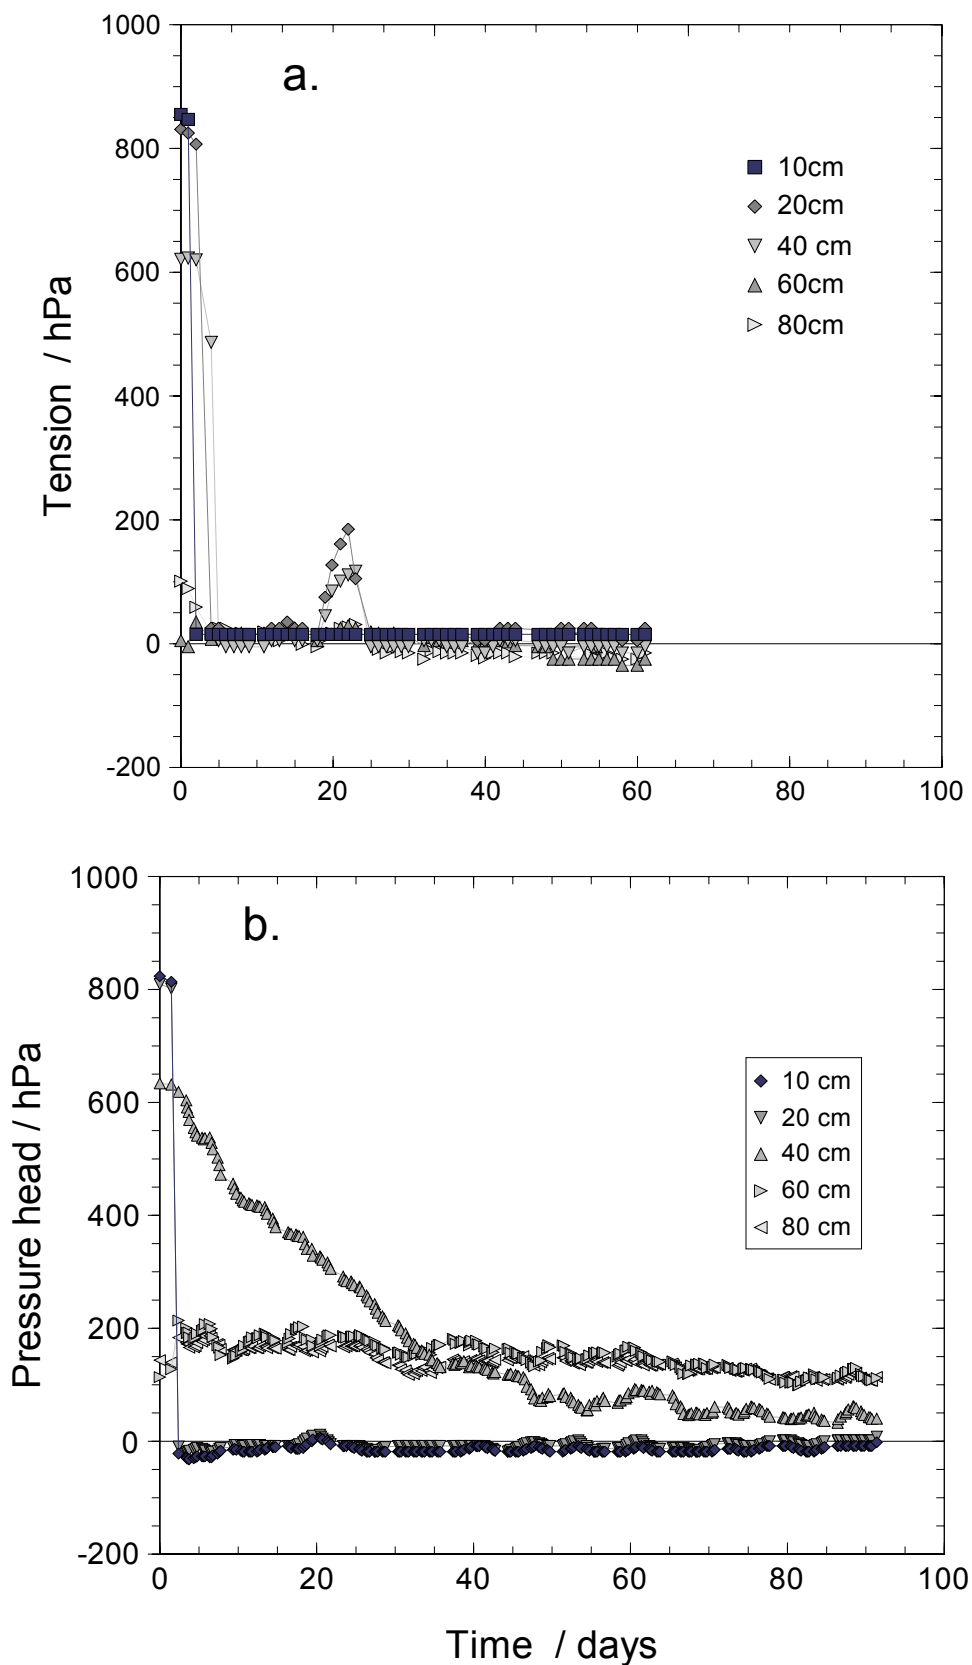 1000
a.
800
10cm
20cm
40 cm
600
60cm
80cm
Tension / hPa
400
200
0
-200
0 20 40 60 80 100
1000
b.
800
10 cm
20 cm
600
40 cm
60 cm
80 cm
Pressure head / hPa
400
200
0
-200
0 20 40 60 80 100
Time / days